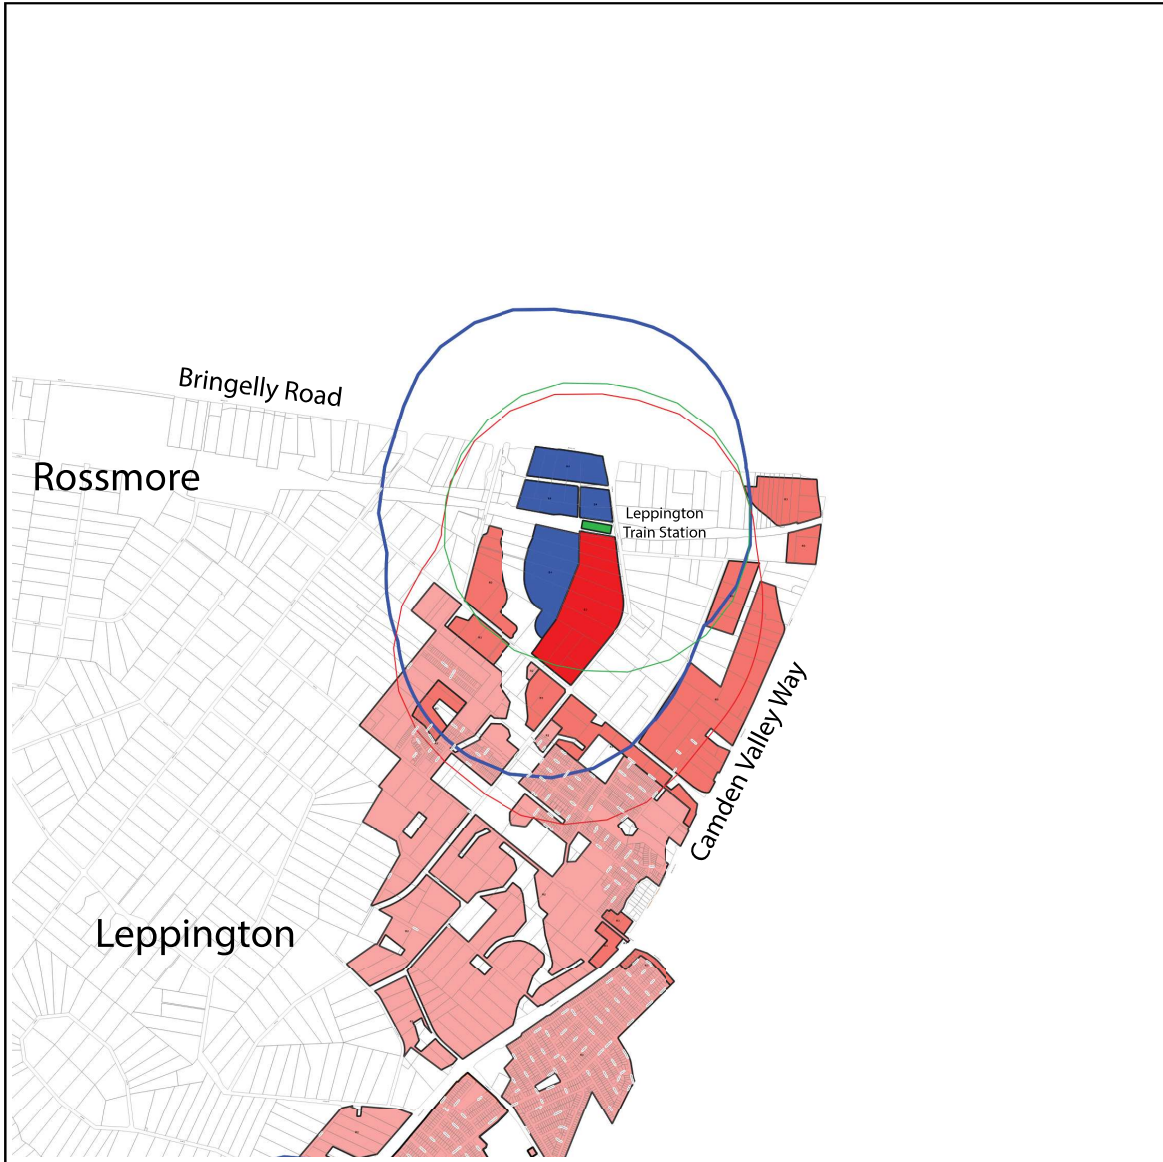 Bringelly Road
Rossmore
Leppington
Train Station
Camden Valley Way
Leppington